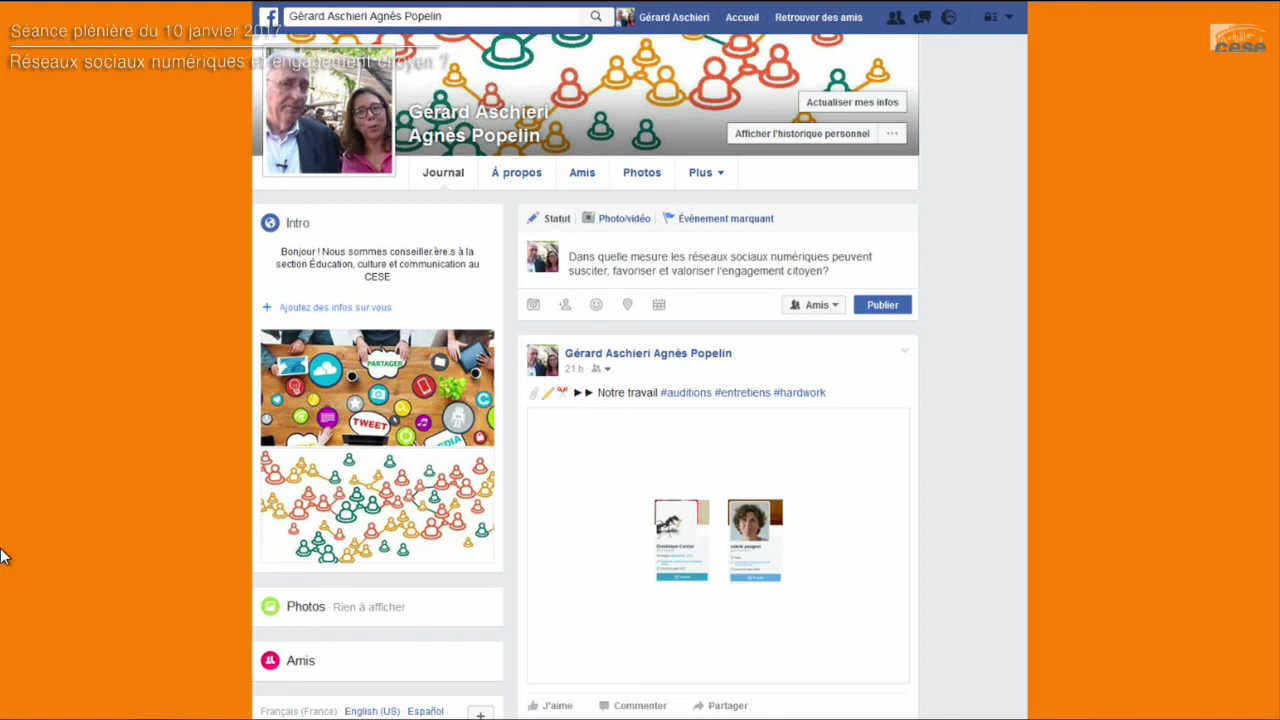 Gérard Aschieri Agnès Popelin
Gérard Aschieri
Accueil
Retrouver des amis
Séance plénière du 10 janvier 2017
Réseaux sociaux numériques et engagement citoyen ?
cese
Actualiser mes infos
Gérard Aschieri
Agnès Popelin
Afficher l'historique personnel
Journal
À propos
Amis
Photos
Plus
Intro
Bonjour ! Nous sommes conseiller.ère.s à la
section Éducation, culture et communication au
CESE
Ajoutez des infos sur vous
PARTAGER
TWEET
MEDIA
Photos Rien à afficher
Amis
Français (France) · English (US) · Español
Statut
Photo/vidéo
Évènement marquant
Dans quelle mesure les réseaux sociaux numériques peuvent
susciter, favoriser et valoriser l'engagement citoyen?
Amis
Publier
Gérard Aschieri Agnès Popelin
21 h
►► Notre travail #auditions #entretiens #hardwork
Dominique Cardon
J'aime
Commenter
Partager